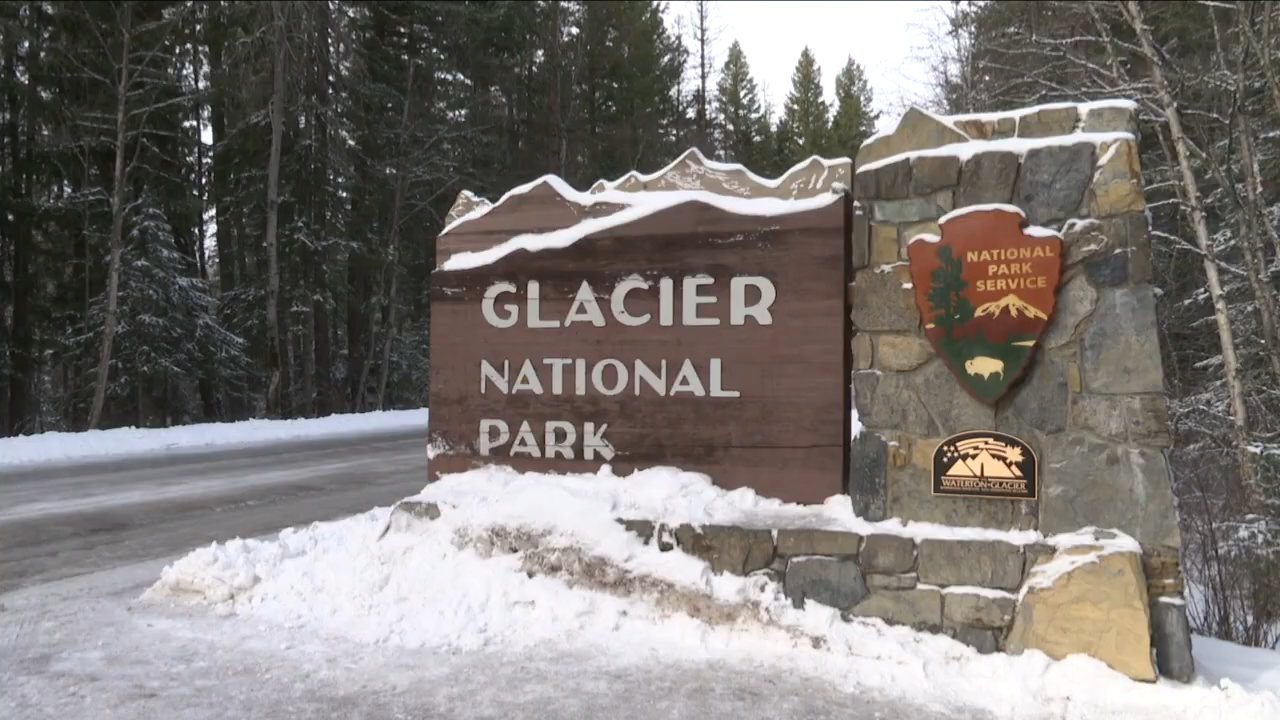 GLACIER
NATIONAL
PARK
NATIONAL
PARK
SERVICE
WATERTON-GLACIER